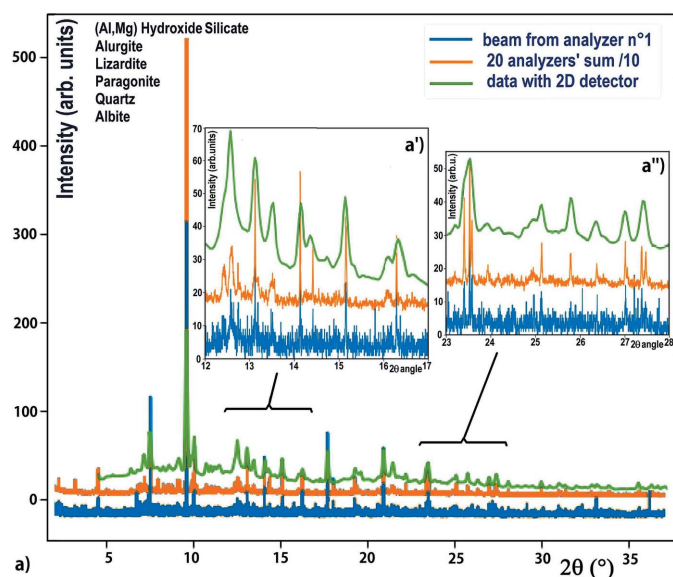 Intensity (arb. units)
500
400
300
200
100
0
(Al,Mg) Hydroxide Silicate
Alurgite
Lizardite
Paragonite
Quartz
Albite
beam from analyzer n°1
20 analyzers' sum /10
data with 2D detector
a')
Intensity (arb.units)
70
60
50
40
30
20
10
0
12 13 14 15 16 17
2θ angle
a'')
Intensity (arb.u.)
50
40
30
20
10
0
23 24 25 26 27 28
2θ angle
5 10 15 20 25 30 35
a)
2θ (°)